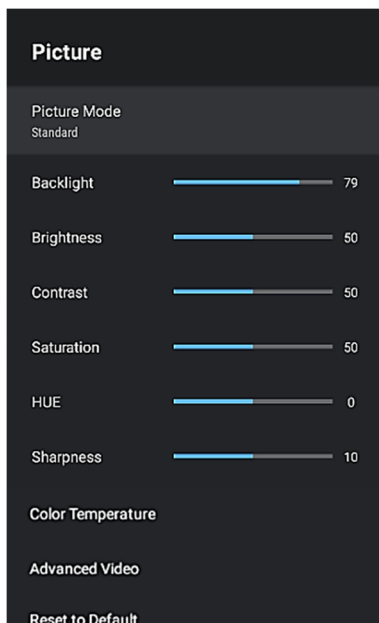 Picture
Picture Mode
Standard
Backlight 79
Brightness 50
Contrast 50
Saturation 50
HUE 0
Sharpness 10
Color Temperature
Advanced Video
Reset to Default